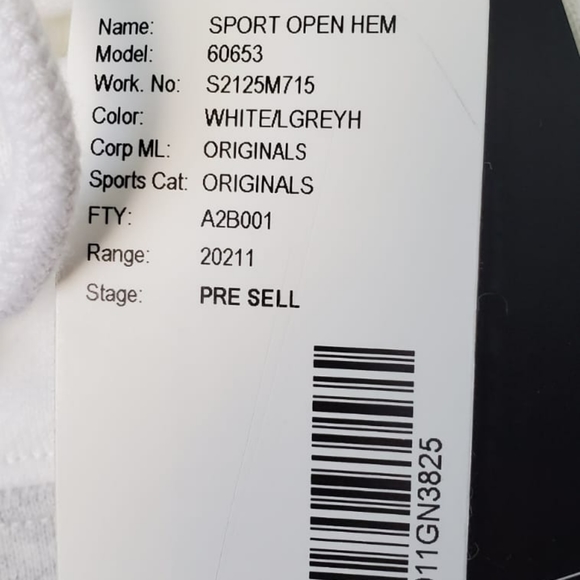 Name: SPORT OPEN HEM
Model: 60653
Work. No: S2125M715
Color: WHITE/LGREYH
Corp ML: ORIGINALS
Sports Cat: ORIGINALS
FTY: A2B001
Range: 20211
Stage: PRE SELL
011GN3825